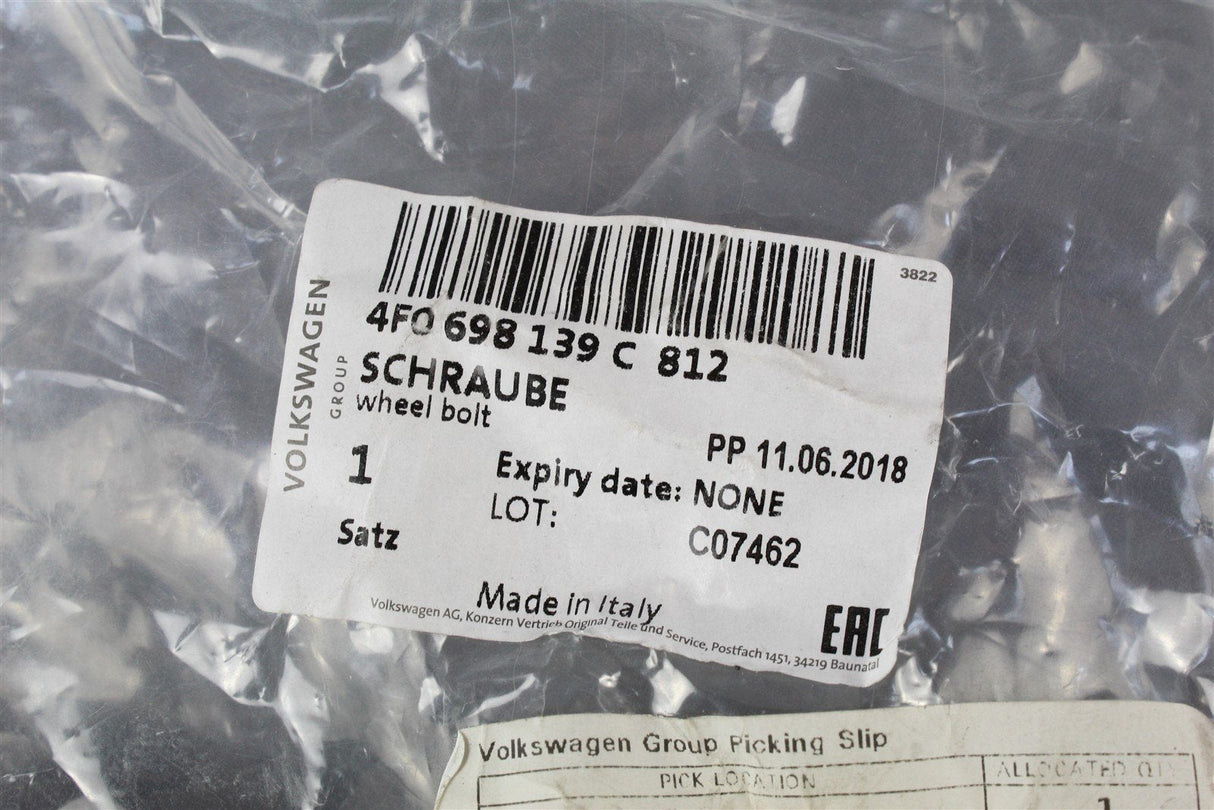 3822
VOLKSWAGEN
GROUP
4F0 698 139 C 812
SCHRAUBE
wheel bolt
PP 11.06.2018
1
Expiry date: NONE
LOT:
C07462
Satz
Made in Italy
EAC
Volkswagen AG, Konzern Vertrieb Original Teile und Service, Postfach 1451, 34219 Baunatal
Volkswagen Group Picking Slip
PICK LOCATION
ALLOCATED QTY
1